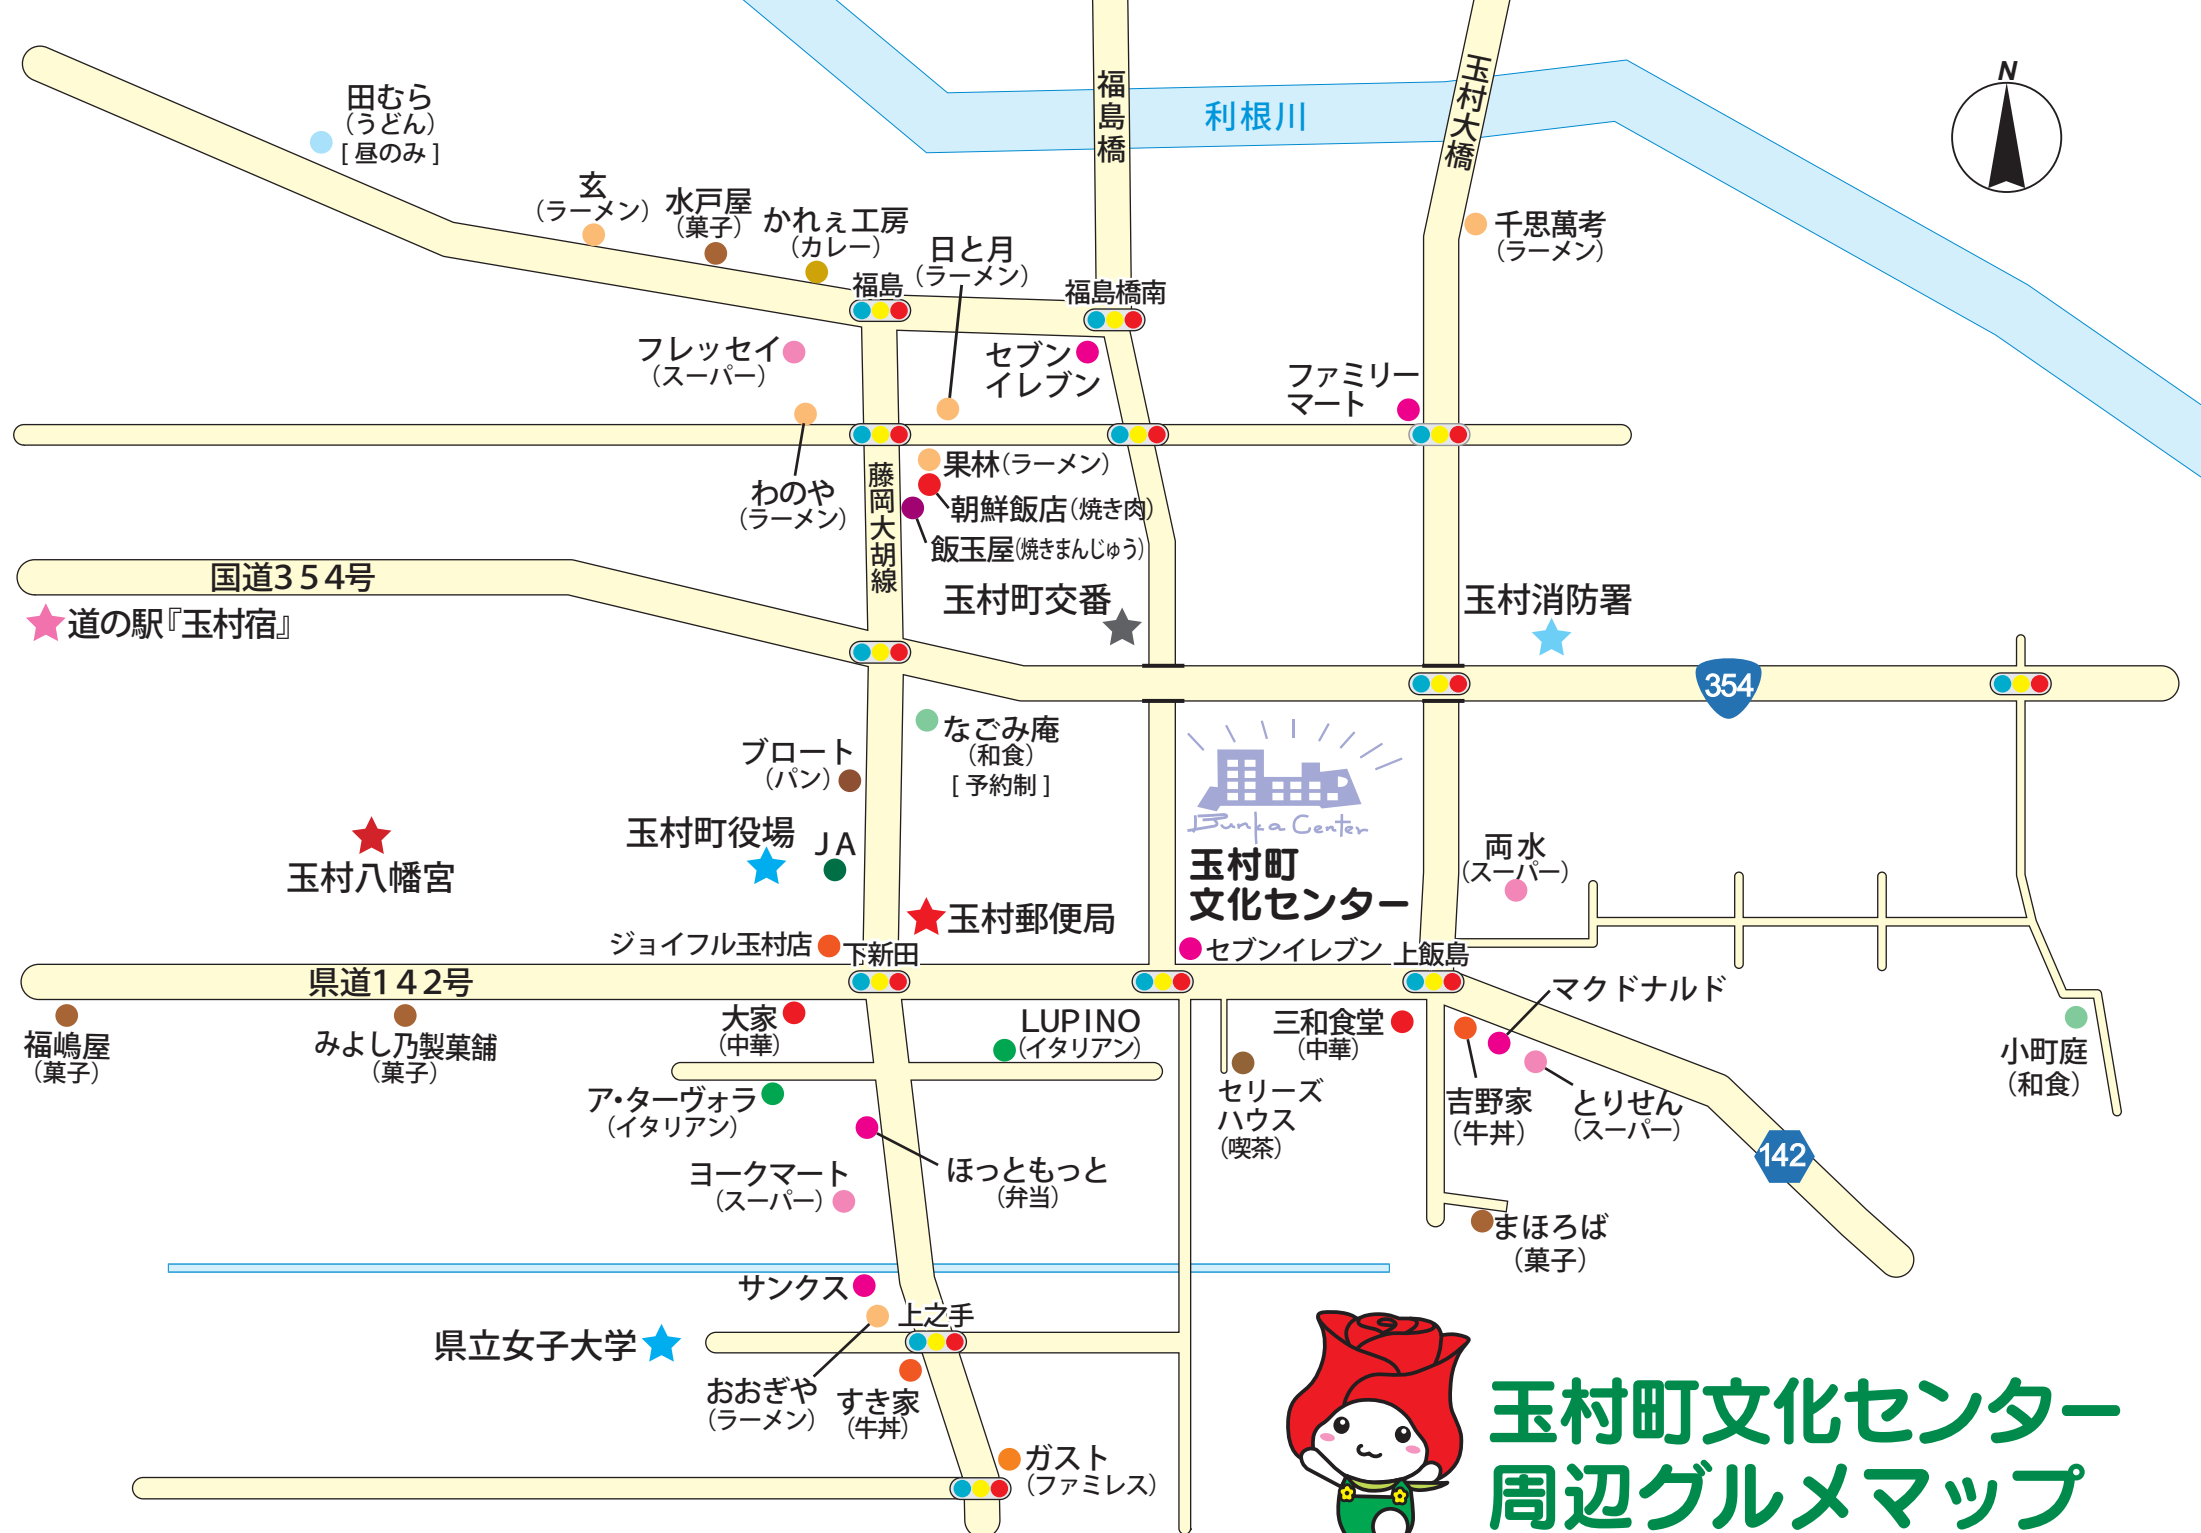 N
利根川
福島橋
玉村大橋
田むら
(うどん)
[昼のみ]
玄
(ラーメン)
水戸屋
(菓子)
かれぇ工房
(カレー)
日と月
(ラーメン)
千思萬考
(ラーメン)
福島
福島橋南
フレッセイ
(スーパー)
セブン
イレブン
ファミリー
マート
わのや
(ラーメン)
藤岡大胡線
果林(ラーメン)
朝鮮飯店(焼き肉)
飯玉屋(焼きまんじゅう)
国道354号
道の駅『玉村宿』
玉村町交番
玉村消防署
354
なごみ庵
(和食)
[予約制]
ブロート
(パン)
Bunka Center
玉村町
文化センター
玉村町役場
JA
両水
(スーパー)
玉村八幡宮
玉村郵便局
ジョイフル玉村店
下新田
セブンイレブン
上飯島
県道142号
マクドナルド
福嶋屋
(菓子)
みよし乃製菓舗
(菓子)
大家
(中華)
LUPINO
(イタリアン)
三和食堂
(中華)
小町庭
(和食)
ア・ターヴォラ
(イタリアン)
セリーズ
ハウス
(喫茶)
吉野家
(牛丼)
とりせん
(スーパー)
142
ヨークマート
(スーパー)
ほっともっと
(弁当)
まほろば
(菓子)
サンクス
上之手
県立女子大学
おおぎや
(ラーメン)
すき家
(牛丼)
ガスト
(ファミレス)
玉村町文化センター
周辺グルメマップ